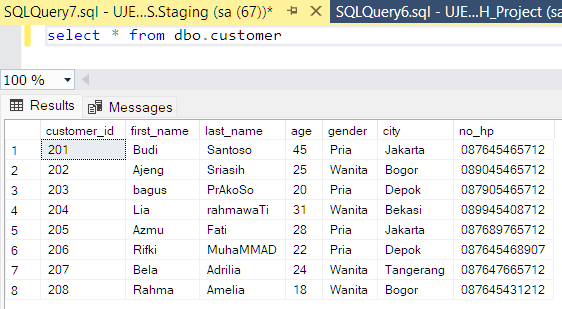 SQLQuery7.sql - UJE...S.Staging (sa (67))* SQLQuery6.sql - UJE...H_Project (sa
select * from dbo.customer
100 %
Results Messages
customer_id first_name last_name age gender city no_hp
1 201 Budi Santoso 45 Pria Jakarta 087645465712
2 202 Ajeng Sriasih 25 Wanita Bogor 089045465712
3 203 bagus PrAkoSo 20 Pria Depok 087905465712
4 204 Lia rahmawaTi 31 Wanita Bekasi 089945408712
5 205 Azmu Fati 28 Pria Jakarta 087689765712
6 206 Rifki MuhaMMAD 22 Pria Depok 087645468907
7 207 Bela Adrilia 24 Wanita Tangerang 087647665712
8 208 Rahma Amelia 18 Wanita Bogor 087645431212